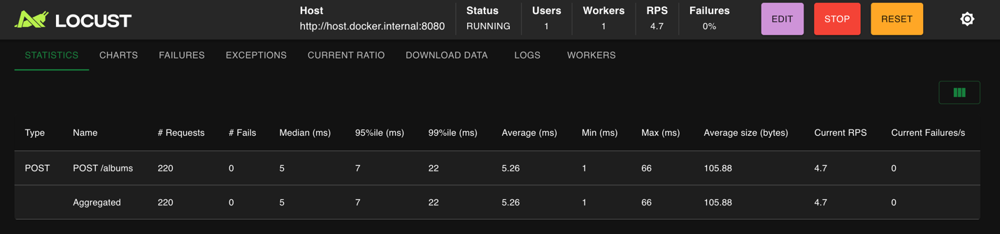 LOCUST
Host
http://host.docker.internal:8080
Status
RUNNING
Users
1
Workers
1
RPS
4.7
Failures
0%
EDIT
STOP
RESET
STATISTICS CHARTS FAILURES EXCEPTIONS CURRENT RATIO DOWNLOAD DATA LOGS WORKERS
Type Name # Requests # Fails Median (ms) 95%ile (ms) 99%ile (ms) Average (ms) Min (ms) Max (ms) Average size (bytes) Current RPS Current Failures/s
POST POST /albums 220 0 5 7 22 5.26 1 66 105.88 4.7 0
Aggregated 220 0 5 7 22 5.26 1 66 105.88 4.7 0